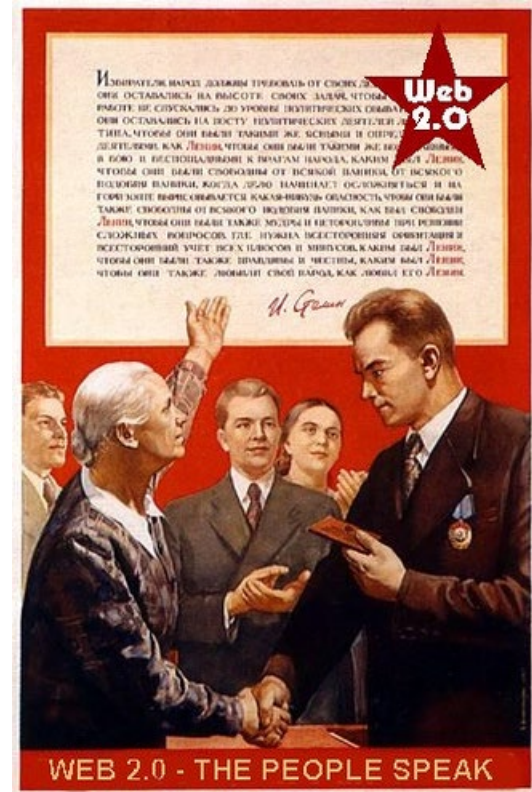 Избиратели, народ должны требовать от своих
они оставались на высоте своих задач, чтобы
работе не спускались до уровня политических
они оставались на посту политических деятелей
типа, чтобы они были такими же ясными и
деятелями, как Ленин, чтобы они были такими же
в бою и беспощадными к врагам народа, каким был Ленин,
чтобы они были свободны от всякой паники, от всякого
подобия паники, когда дело начинает осложняться и на
горизонте вырисовывается какая-нибудь опасность, чтобы они были
также свободны от всякого подобия паники, как был свободен
Ленин, чтобы они были также мудры и неторопливы при решении
сложных вопросов, где нужна всесторонняя ориентация и
всесторонний учет всех плюсов и минусов, каким был Ленин,
чтобы они были также правдивы и честны, каким был Ленин,
чтобы они также любили свой народ, как любил его Ленин.
И. Сталин
Web
2.0
WEB 2.0 - THE PEOPLE SPEAK